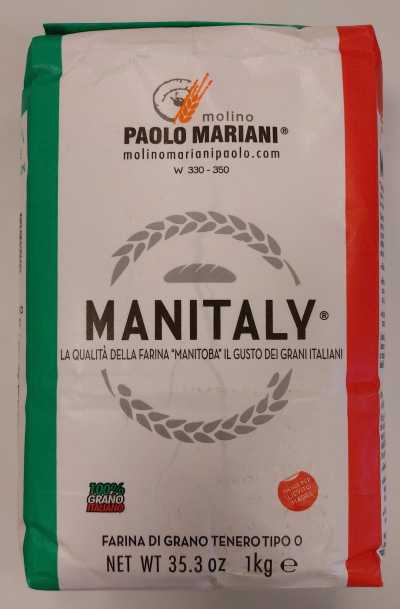 molino
PAOLO MARIANI®
molinomarianipaolo.com
W 330 - 350
MANITALY®
LA QUALITÀ DELLA FARINA "MANITOBA" IL GUSTO DEI GRANI ITALIANI
100%
GRANO
ITALIANO
FARINA DI GRANO TENERO TIPO 0
NET WT 35.3 oz 1kg ℮